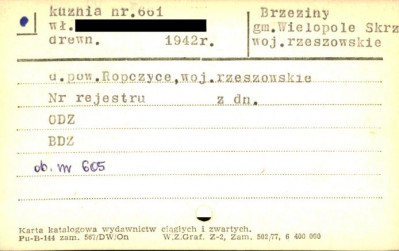 kuźnia nr.661
wł.
drewn. 1942r.
Brzeziny
gm.Wielopole Skrz
woj.rzeszowskie
d.pow.Ropczyce,woj.rzeszowskie
Nr rejestru z dn.
ODZ
BDZ
ob. nr 605
Karta katalogowa wydawnictw ciągłych i zwartych.
Pu-B-144 zam. 567/DW/On W.Z.Graf. Z-2, Zam. 502/77, 6 400 000